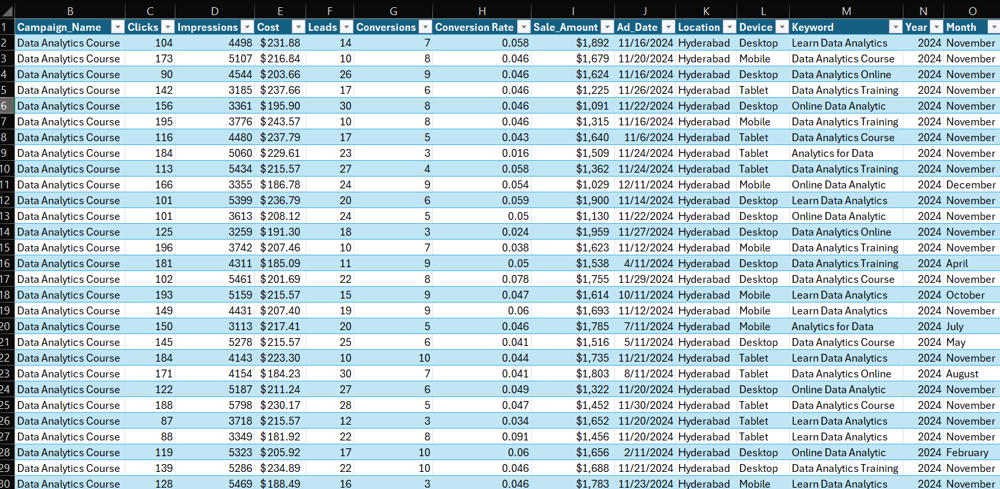 B C D E F G H I J K L M N O
1 Campaign_Name Clicks Impressions Cost Leads Conversions Conversion Rate Sale_Amount Ad_Date Location Device Keyword Year Month
2 Data Analytics Course 104 4498 $231.88 14 7 0.058 $1,892 11/16/2024 Hyderabad Desktop Learn Data Analytics 2024 November
3 Data Analytics Course 173 5107 $216.84 10 8 0.046 $1,679 11/20/2024 Hyderabad Mobile Data Analytics Course 2024 November
4 Data Analytics Course 90 4544 $203.66 26 9 0.046 $1,624 11/16/2024 Hyderabad Desktop Data Analytics Online 2024 November
5 Data Analytics Course 142 3185 $237.66 17 6 0.046 $1,225 11/26/2024 Hyderabad Tablet Data Analytics Training 2024 November
6 Data Analytics Course 156 3361 $195.90 30 8 0.046 $1,091 11/22/2024 Hyderabad Desktop Online Data Analytic 2024 November
7 Data Analytics Course 195 3776 $243.57 10 8 0.046 $1,315 11/16/2024 Hyderabad Mobile Data Analytics Training 2024 November
8 Data Analytics Course 116 4480 $237.79 17 5 0.043 $1,640 11/6/2024 Hyderabad Tablet Data Analytics Course 2024 November
9 Data Analytics Course 184 5060 $229.61 23 3 0.016 $1,509 11/24/2024 Hyderabad Tablet Analytics for Data 2024 November
10 Data Analytics Course 113 5434 $215.57 27 4 0.058 $1,362 11/24/2024 Hyderabad Tablet Data Analytics Training 2024 November
11 Data Analytics Course 166 3355 $186.78 24 9 0.054 $1,029 12/11/2024 Hyderabad Mobile Online Data Analytic 2024 December
12 Data Analytics Course 101 5399 $236.79 20 6 0.059 $1,900 11/14/2024 Hyderabad Desktop Learn Data Analytics 2024 November
13 Data Analytics Course 101 3613 $208.12 24 5 0.05 $1,130 11/22/2024 Hyderabad Desktop Online Data Analytic 2024 November
14 Data Analytics Course 125 3259 $191.30 18 3 0.024 $1,959 11/27/2024 Hyderabad Desktop Data Analytics Online 2024 November
15 Data Analytics Course 196 3742 $207.46 10 7 0.038 $1,623 11/12/2024 Hyderabad Mobile Data Analytics Training 2024 November
16 Data Analytics Course 181 4311 $185.09 11 9 0.05 $1,538 4/11/2024 Hyderabad Desktop Data Analytics Training 2024 April
17 Data Analytics Course 102 5461 $201.69 22 8 0.078 $1,755 11/29/2024 Hyderabad Desktop Data Analytics Course 2024 November
18 Data Analytics Course 193 5159 $215.57 15 9 0.047 $1,614 10/11/2024 Hyderabad Mobile Learn Data Analytics 2024 October
19 Data Analytics Course 149 4431 $207.40 19 9 0.06 $1,693 11/12/2024 Hyderabad Mobile Learn Data Analytics 2024 November
20 Data Analytics Course 150 3113 $217.41 20 5 0.046 $1,785 7/11/2024 Hyderabad Mobile Analytics for Data 2024 July
21 Data Analytics Course 145 5278 $215.57 25 6 0.041 $1,516 5/11/2024 Hyderabad Desktop Data Analytics Course 2024 May
22 Data Analytics Course 184 4143 $223.30 10 10 0.044 $1,735 11/21/2024 Hyderabad Tablet Learn Data Analytics 2024 November
23 Data Analytics Course 171 4154 $184.23 30 7 0.041 $1,803 8/11/2024 Hyderabad Tablet Data Analytics Online 2024 August
24 Data Analytics Course 122 5187 $211.24 27 6 0.049 $1,322 11/20/2024 Hyderabad Desktop Online Data Analytic 2024 November
25 Data Analytics Course 188 5798 $230.17 28 5 0.047 $1,452 11/30/2024 Hyderabad Tablet Data Analytics Course 2024 November
26 Data Analytics Course 87 3718 $215.57 12 3 0.034 $1,652 11/20/2024 Hyderabad Tablet Learn Data Analytics 2024 November
27 Data Analytics Course 88 3349 $181.92 22 8 0.091 $1,456 11/20/2024 Hyderabad Tablet Learn Data Analytics 2024 November
28 Data Analytics Course 119 5323 $205.92 17 10 0.06 $1,656 2/11/2024 Hyderabad Desktop Online Data Analytic 2024 February
29 Data Analytics Course 139 5286 $234.89 22 10 0.046 $1,688 11/21/2024 Hyderabad Desktop Data Analytics Training 2024 November
30 Data Analytics Course 128 5469 $188.49 16 3 0.046 $1,783 11/23/2024 Hyderabad Mobile Learn Data Analytics 2024 November